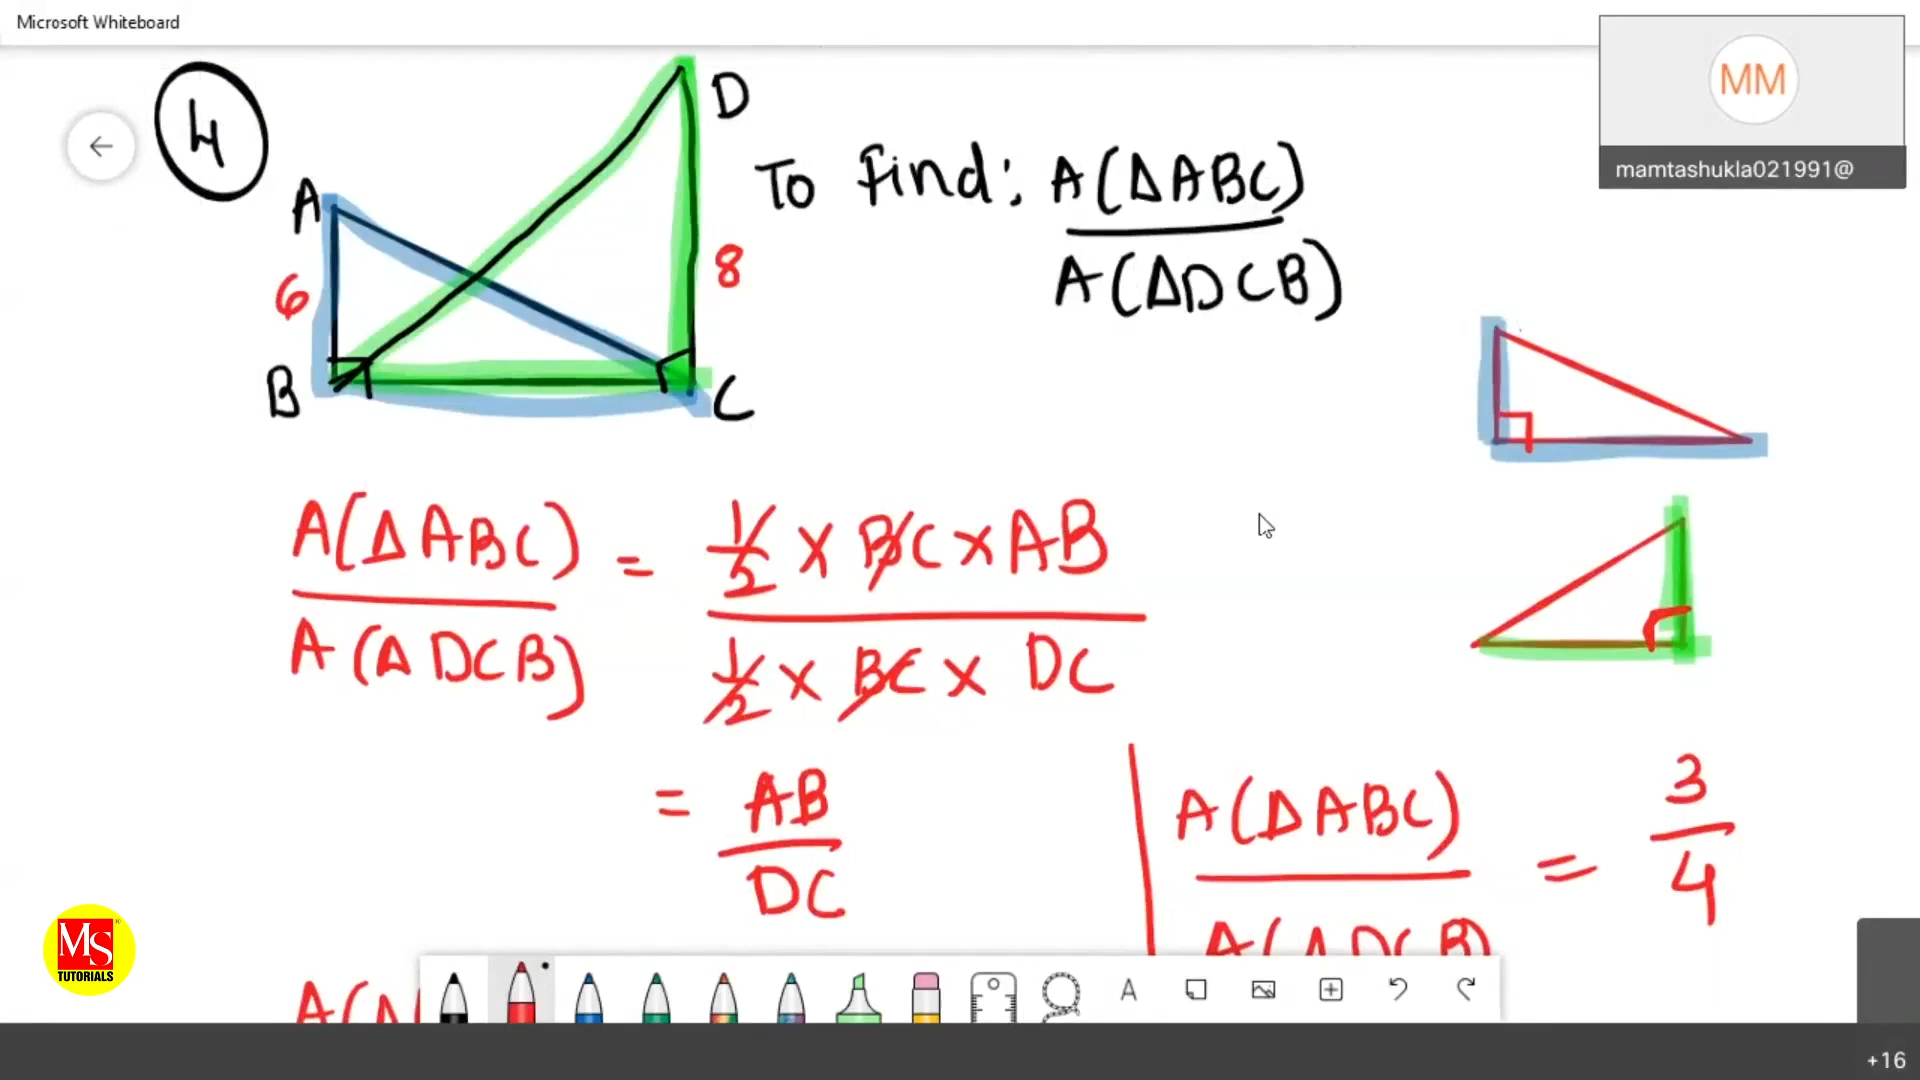 Microsoft Whiteboard
MM
mamtashukla021991@
4
D
A
6
8
B
C
To Find: A(ΔABC)
A(ΔDCB)
A(ΔABC) = 1/2 × BC × AB
A(ΔDCB) 1/2 × BC × DC
= AB
DC
A(ΔABC) = 3
4
A(ΔDCB)
A(Δ
MS
TUTORIALS
A
+16